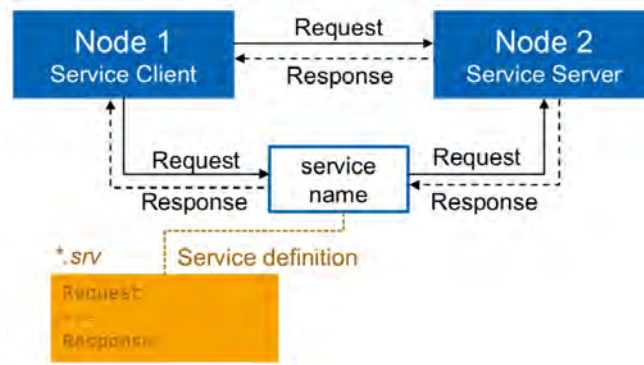 Node 1
Service Client
Request
Response
Node 2
Service Server
Request
Response
service
name
Request
Response
*.srv
Service definition
Request
---
Response